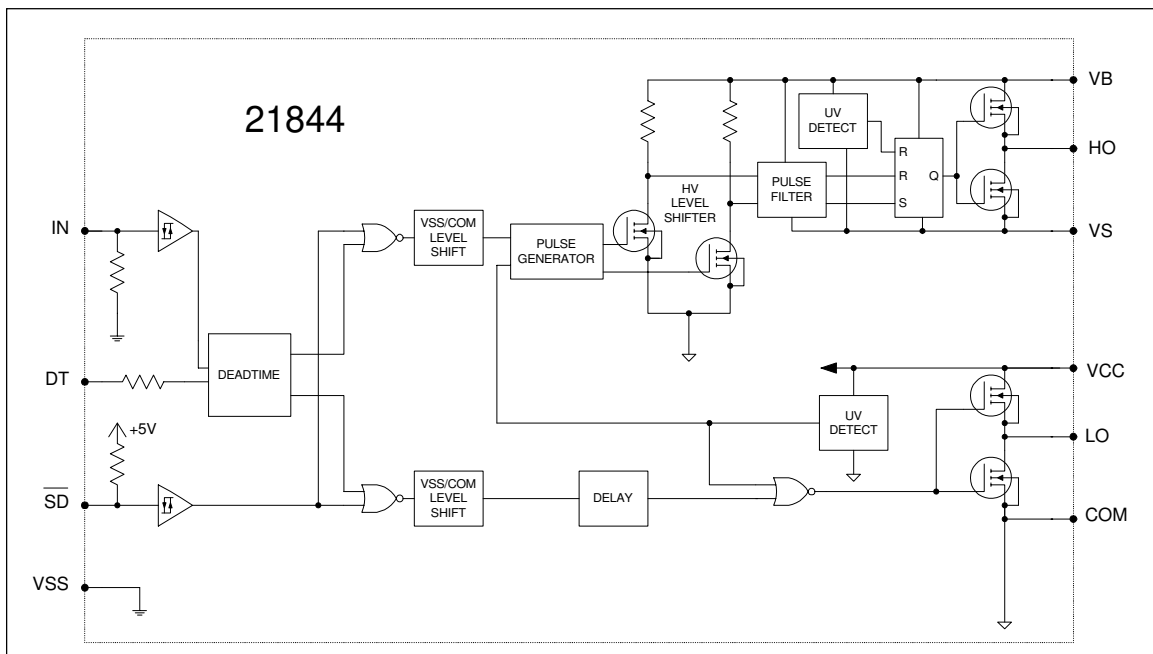 21844
VB
UV
DETECT
HO
R
R
Q
S
PULSE
FILTER
HV
LEVEL
SHIFTER
VS
IN
VSS/COM
LEVEL
SHIFT
PULSE
GENERATOR
DEADTIME
DT
VCC
UV
DETECT
LO
+5V
SD
VSS/COM
LEVEL
SHIFT
DELAY
COM
VSS